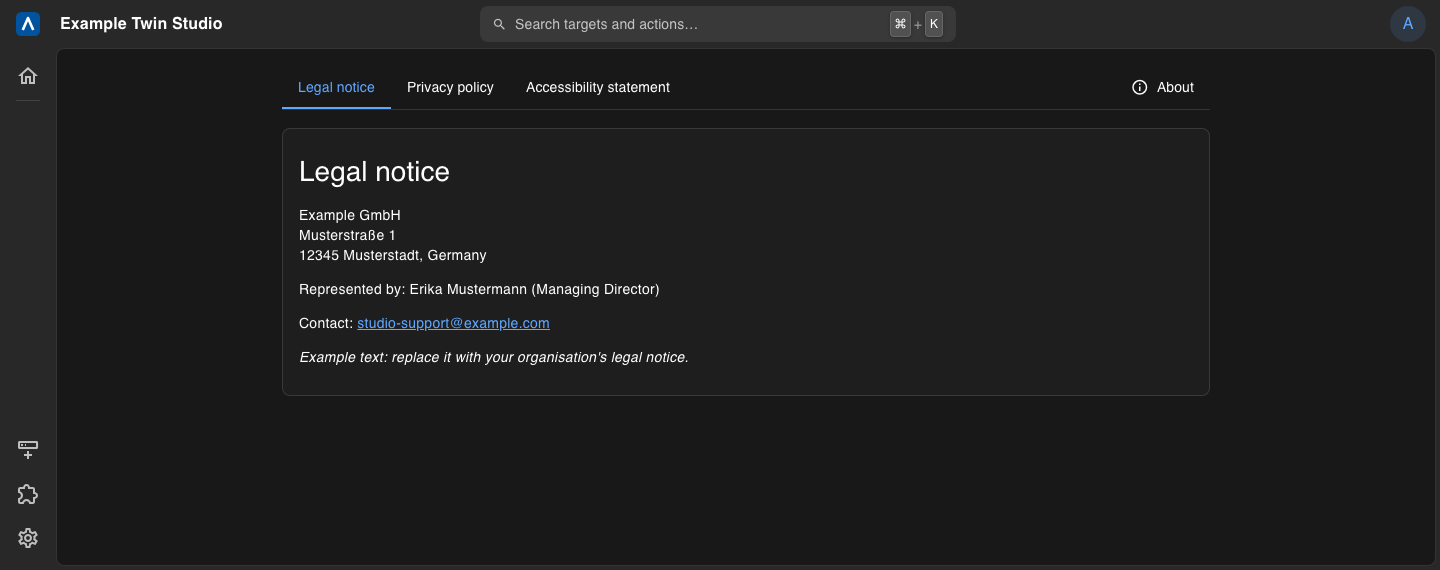 Example Twin Studio
Search targets and actions…
⌘ + K
A
Legal notice
Privacy policy
Accessibility statement
About
Legal notice
Example GmbH
Musterstraße 1
12345 Musterstadt, Germany
Represented by: Erika Mustermann (Managing Director)
Contact: studio-support@example.com
Example text: replace it with your organisation's legal notice.